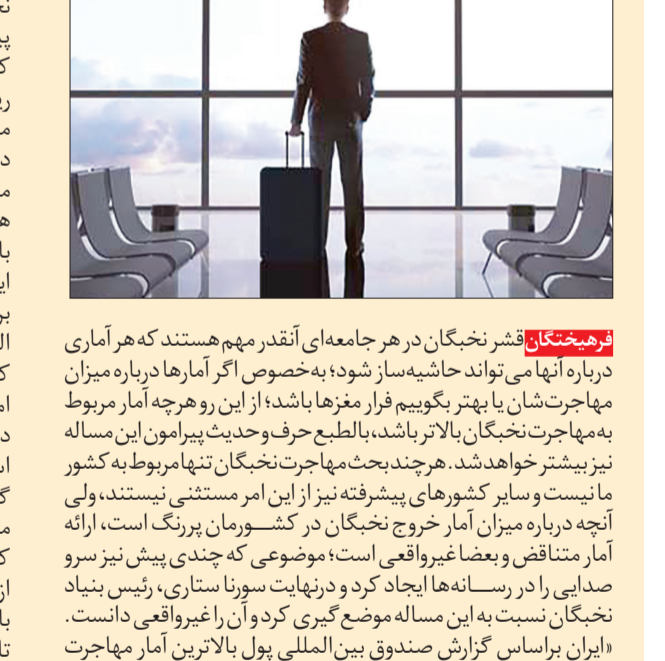 فرهیختگان قشر نخبگان در هر جامعه‌ای آنقدر مهم هستند که هر آماری
درباره آنها می‌تواند حاشیه‌ساز شود؛ به‌خصوص اگر آمارها درباره میزان
مهاجرت‌شان یا بهتر بگوییم فرار مغزها باشد؛ از این رو هرچه آمار مربوط
به مهاجرت نخبگان بالاتر باشد، بالطبع حرف و حدیث پیرامون این مساله
نیز بیشتر خواهد شد. هرچند بحث مهاجرت نخبگان تنها مربوط به کشور
ما نیست و سایر کشورهای پیشرفته نیز از این امر مستثنی نیستند، ولی
آنچه درباره میزان آمار خروج نخبگان در کشورمان پررنگ است، ارائه
آمار متناقض و بعضا غیرواقعی است؛ موضوعی که چندی پیش نیز سرو
صدایی را در رسانه‌ها ایجاد کرد و درنهایت سورنا ستاری، رئیس بنیاد
نخبگان نسبت به این مساله موضع‌گیری کرد و آن را غیرواقعی دانست.
«ایران براساس گزارش صندوق بین‌المللی پول بالاترین آمار مهاجرت